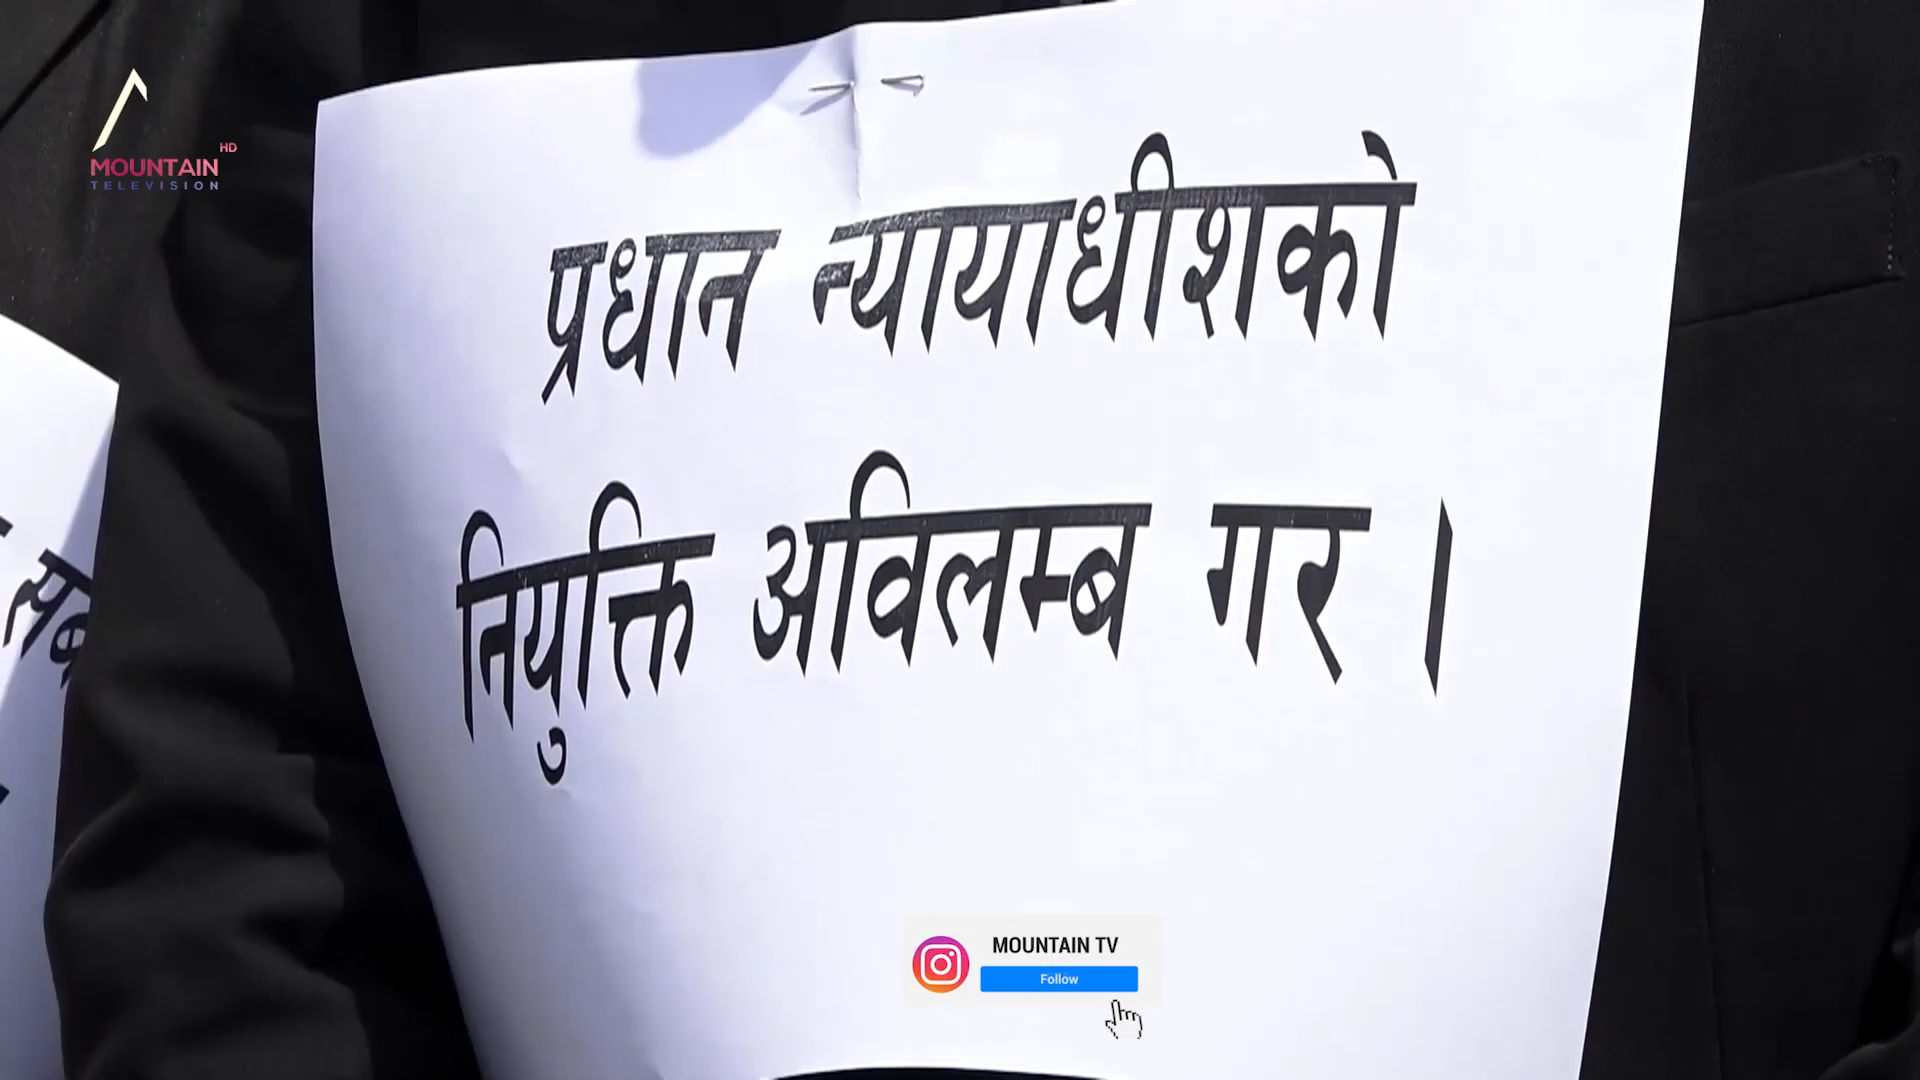 MOUNTAIN HD
TELEVISION
प्रधान न्यायाधीशको
नियुक्ति अविलम्ब गर ।
MOUNTAIN TV
Follow